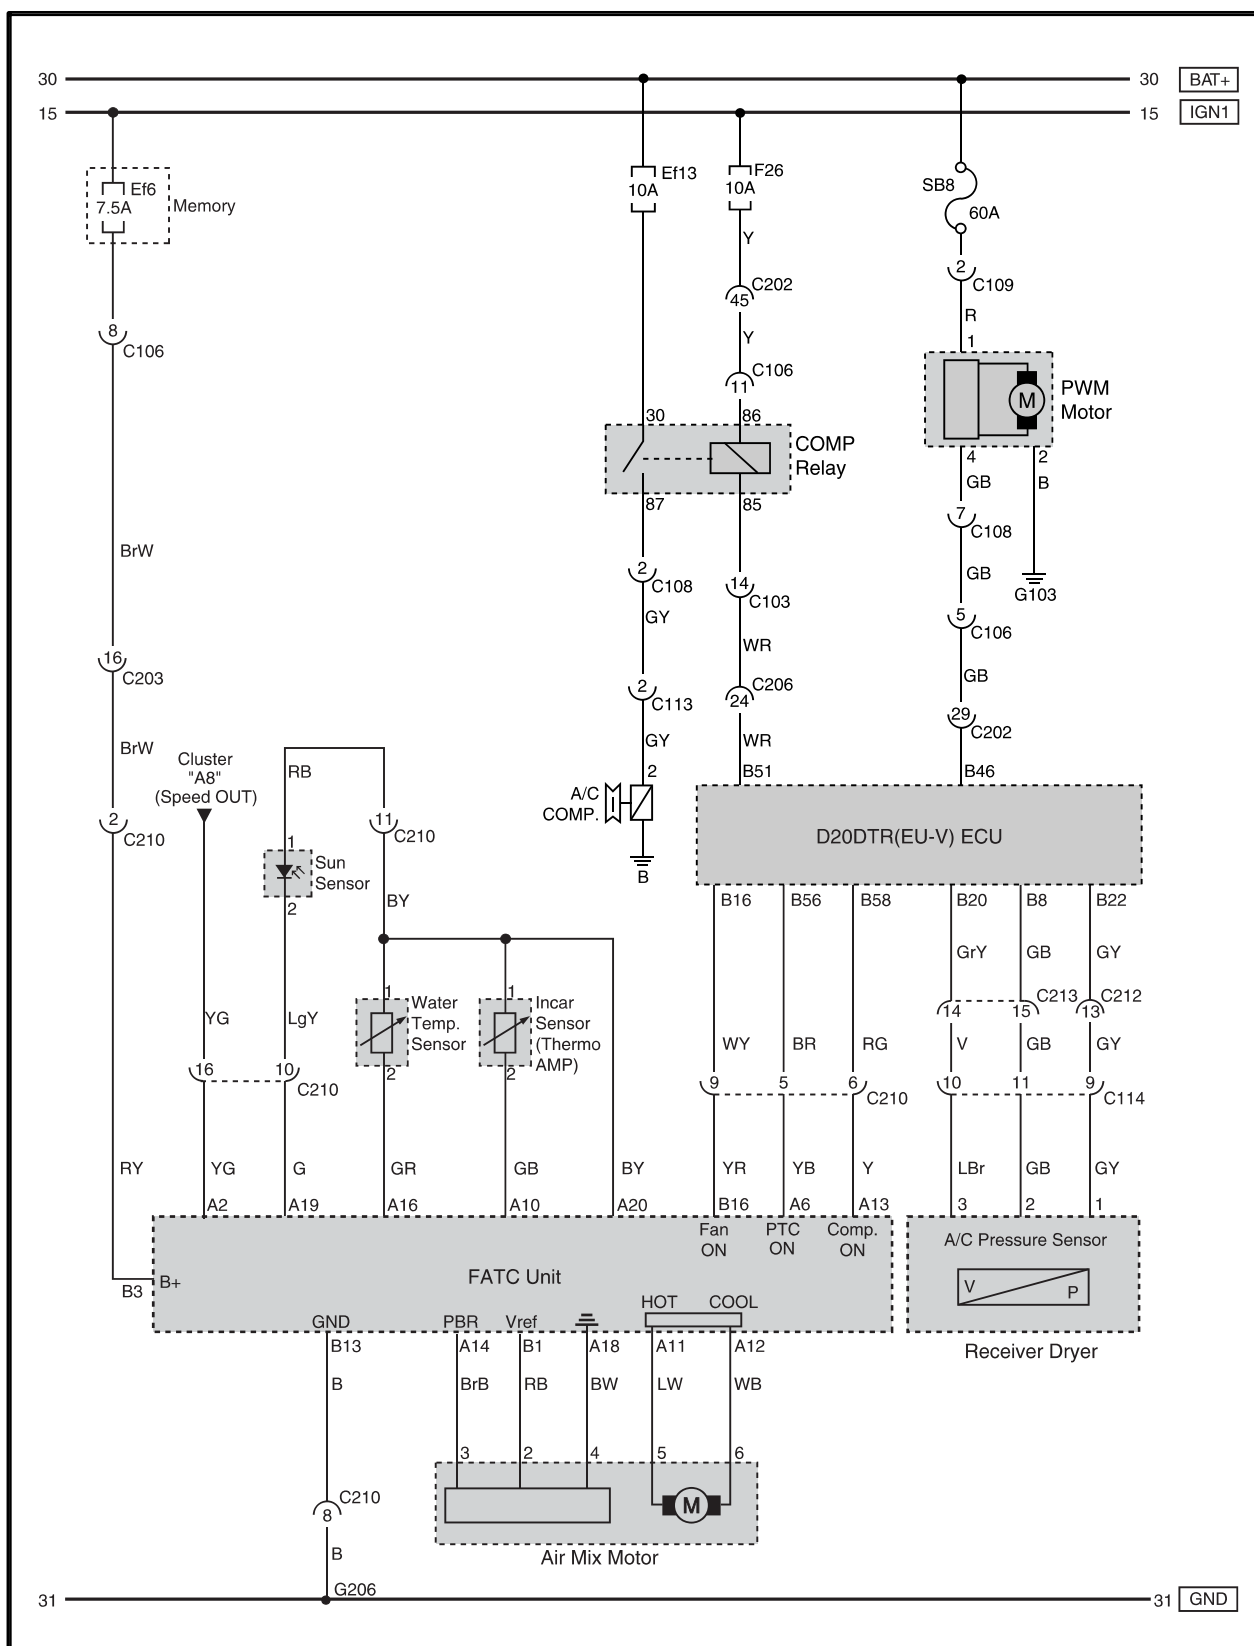 30 30 BAT+
15 15 IGN1
Ef6
7.5A
Memory
Ef13
10A
F26
10A
SB8
60A
Y
2
C109
C202
45
R
8
C106
Y
1
C106
11
PWM
Motor
M
30
86
COMP
Relay
87
85
4
2
GB
B
7
C108
GB
G103
BrW
2
C108
14
C103
5
C106
GY
WR
16
C203
2
C113
C206
24
GB
29
C202
BrW
GY
WR
Cluster
"A8"
(Speed OUT)
RB
2
B51
B46
A/C
COMP.
2
C210
11
C210
D20DTR(EU-V) ECU
1
Sun
Sensor
2
B
BY
B16
B56
B58
B20
B8
B22
GrY
GB
GY
1
Water
Temp.
Sensor
2
1
Incar
Sensor
(Thermo
AMP)
2
C213
C212
14
15
13
YG
LgY
WY
BR
RG
V
GB
GY
16
10
C210
9
5
6
C210
10
11
9
C114
RY
YG
G
GR
GB
BY
YR
YB
Y
LBr
GB
GY
A2
A19
A16
A10
A20
B16
A6
A13
3
2
1
Fan
ON
PTC
ON
Comp.
ON
A/C Pressure Sensor
FATC Unit
B3
B+
V
P
HOT
COOL
GND
PBR
Vref
Receiver Dryer
B13
A14
B1
A18
A11
A12
B
BrB
RB
BW
LW
WB
3
2
4
5
6
C210
8
M
B
Air Mix Motor
G206
31 31 GND